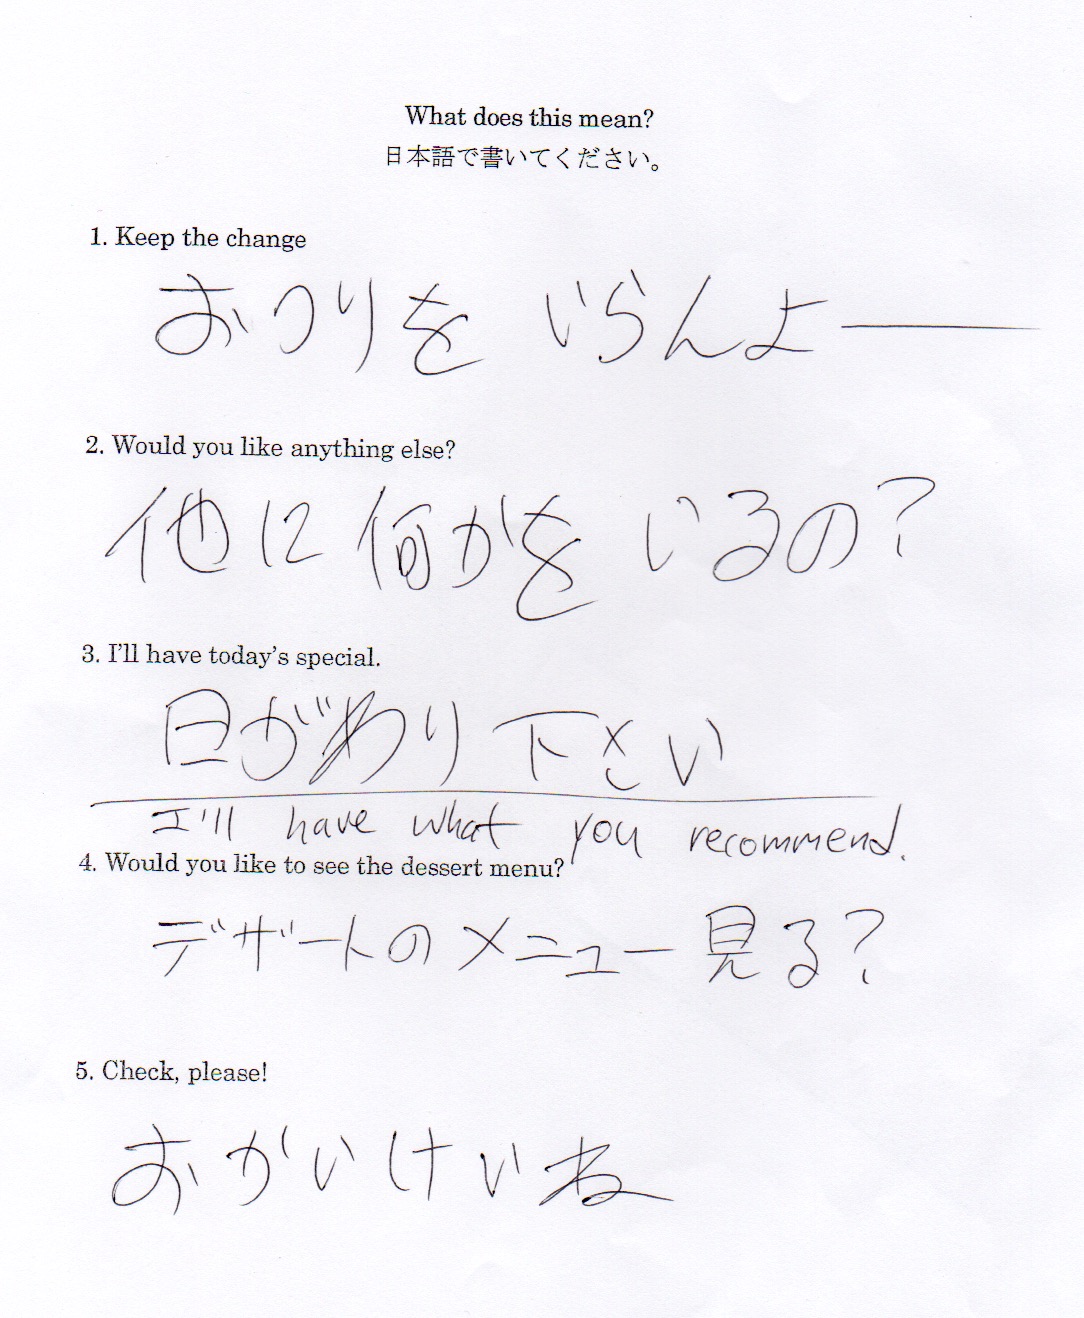 What does this mean?
日本語で書いてください。
1. Keep the change
おつりを いらんよー
2. Would you like anything else?
他に何かを いるの?
3. I'll have today's special.
日がわり下さい
I'll have what you recommend.
4. Would you like to see the dessert menu?
デザートのメニュー見る?
5. Check, please!
おかいけいね